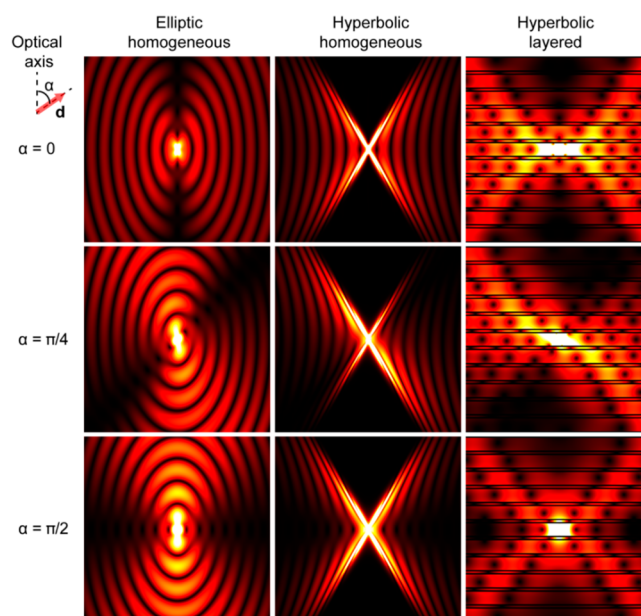 Optical
axis
α
d
Elliptic
homogeneous
Hyperbolic
homogeneous
Hyperbolic
layered
α = 0
α = π/4
α = π/2